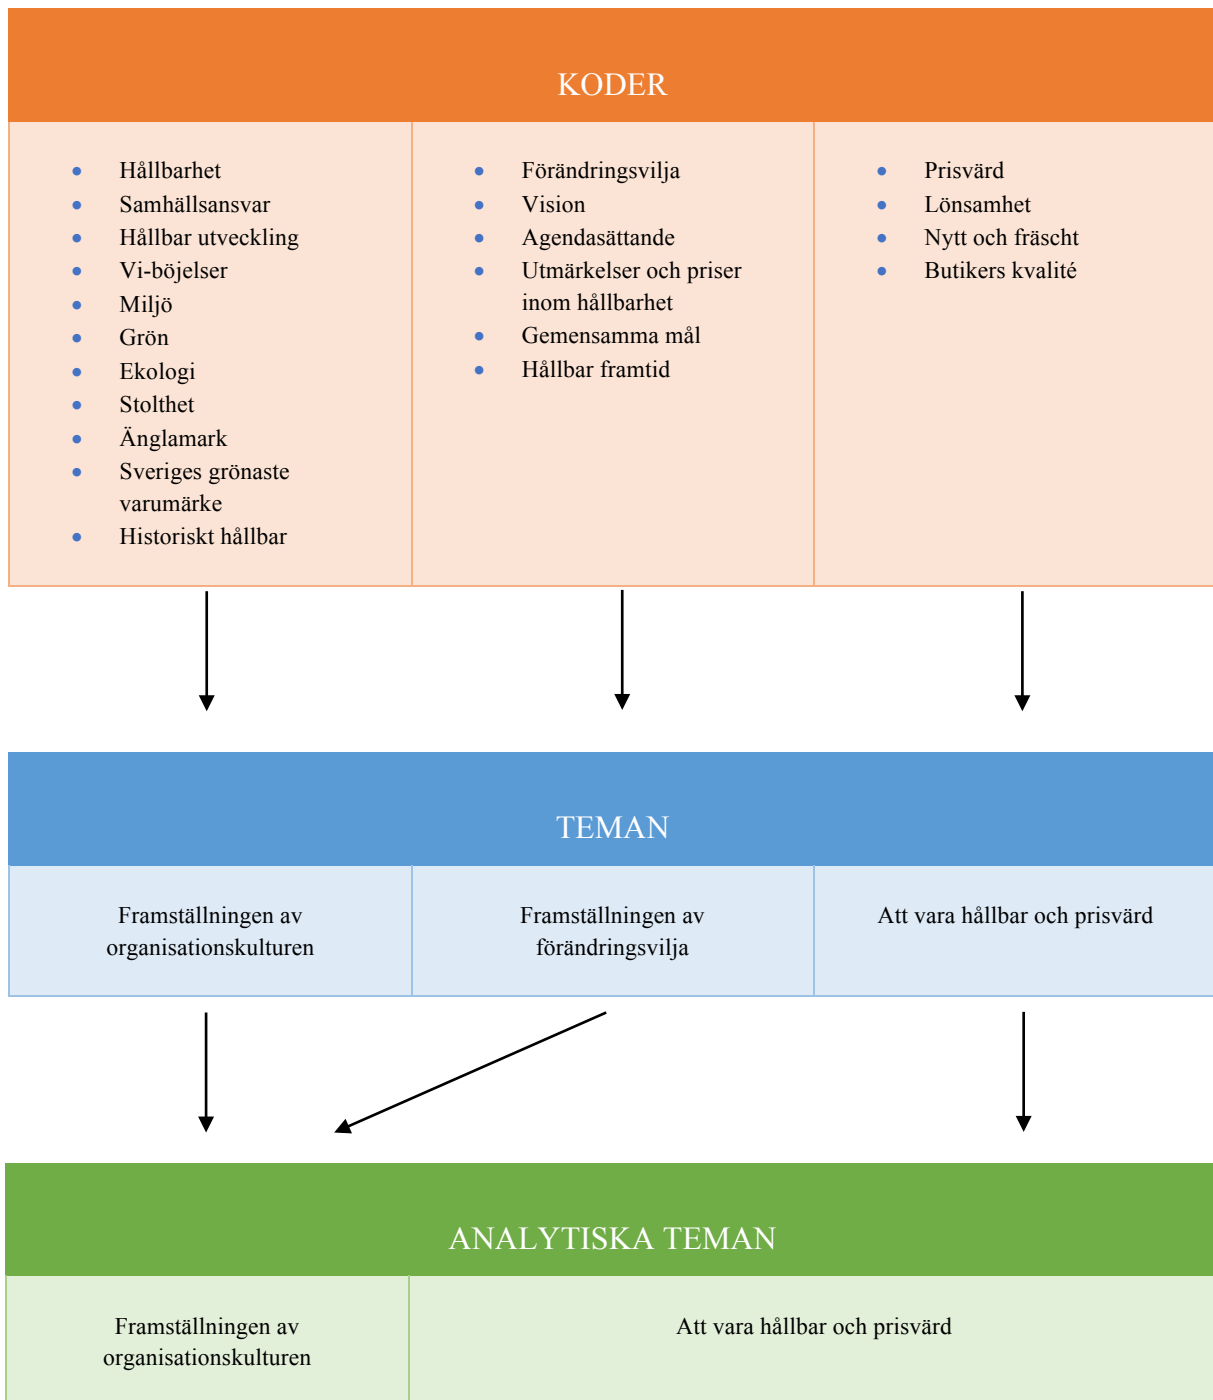 KODER
Hållbarhet
Samhällsansvar
Hållbar utveckling
Vi-böjelser
Miljö
Grön
Ekologi
Stolthet
Änglamark
Sveriges grönaste
varumärke
Historiskt hållbar
Förändringsvilja
Vision
Agendasättande
Utmärkelser och priser
inom hållbarhet
Gemensamma mål
Hållbar framtid
Prisvärd
Lönsamhet
Nytt och fräscht
Butikers kvalité
TEMAN
Framställningen av
organisationskulturen
Framställningen av
förändringsvilja
Att vara hållbar och prisvärd
ANALYTISKA TEMAN
Framställningen av
organisationskulturen
Att vara hållbar och prisvärd